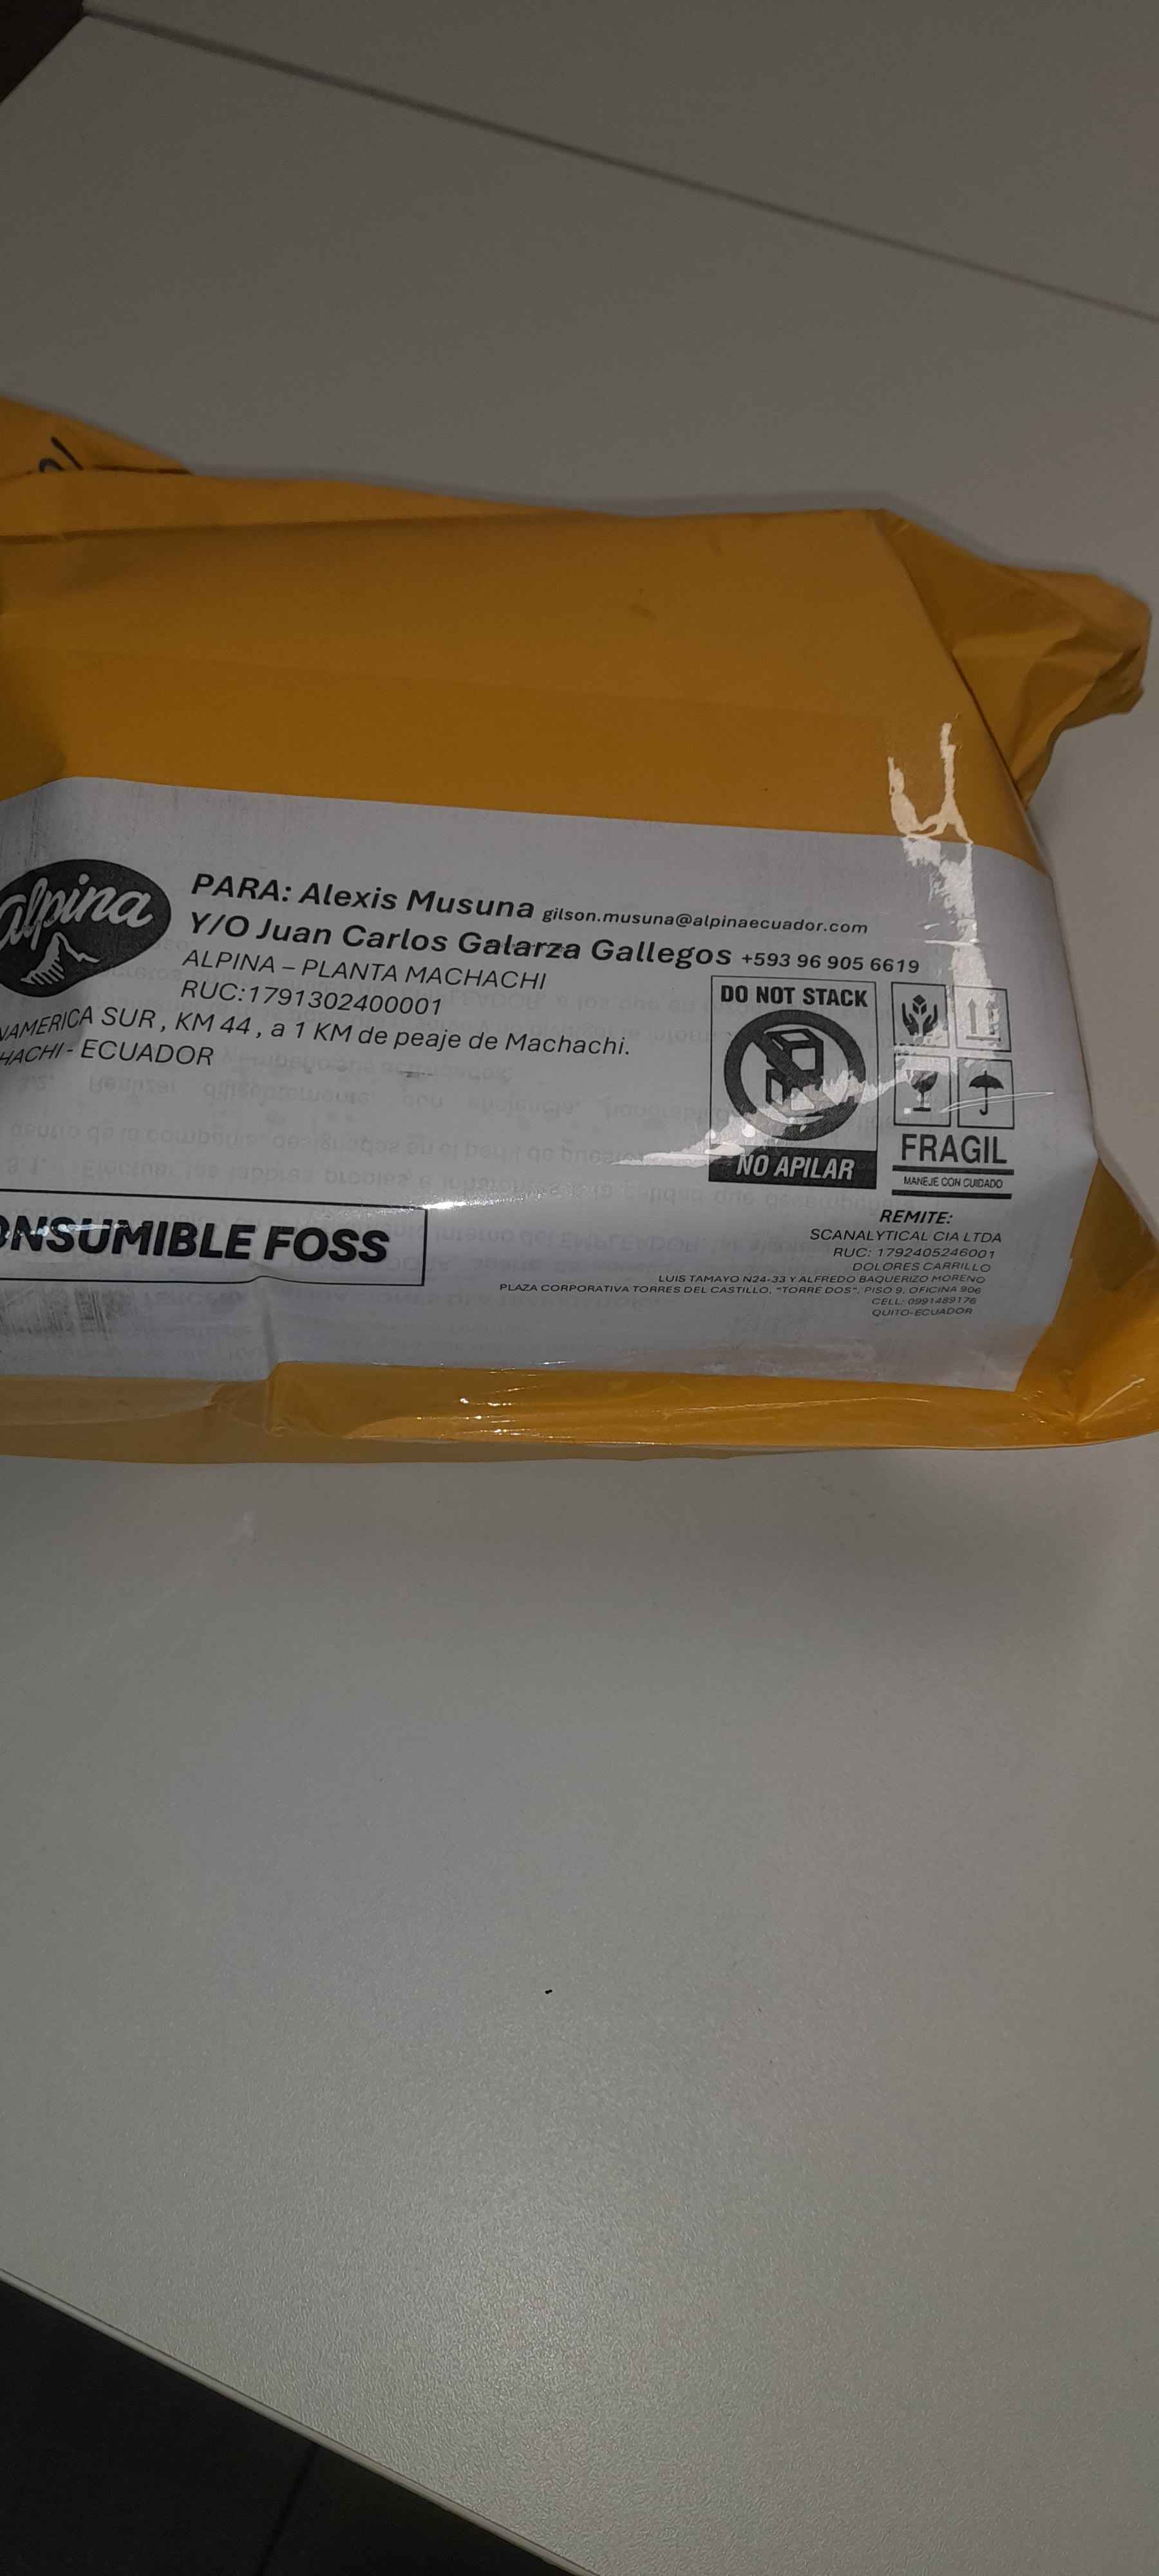 alpina
PARA: Alexis Musuna gilson.musuna@alpinaecuador.com
Y/O Juan Carlos Galarza Gallegos +593 96 905 6619
ALPINA – PLANTA MACHACHI
RUC:1791302400001
NAMERICA SUR, KM 44, a 1 KM de peaje de Machachi.
HACHI - ECUADOR
DO NOT STACK
NO APILAR
FRAGIL
MANEJE CON CUIDADO
ONSUMIBLE FOSS
REMITE:
SCANALYTICAL CIA LTDA
RUC: 1792405246001
DOLORES CARRILLO
LUIS TAMAYO N24-33 Y ALFREDO BAQUERIZO MORENO
PLAZA CORPORATIVA TORRES DEL CASTILLO, "TORRE DOS", PISO 9, OFICINA 906
CELL: 0991489176
QUITO-ECUADOR